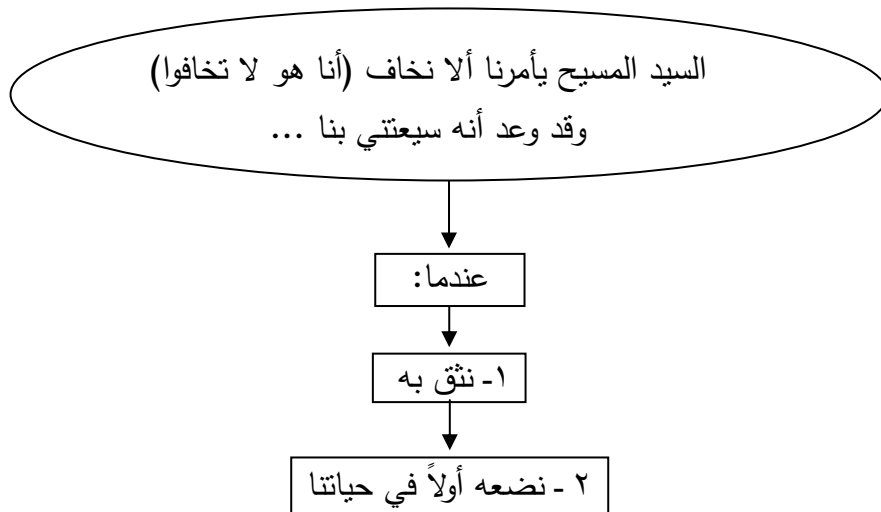 السيد المسيح يأمرنا ألا نخاف (أنا هو لا تخافوا)
وقد وعد أنه سيعتني بنا ...
عندما:
١- نثق به
٢ - نضعه أولاً في حياتنا